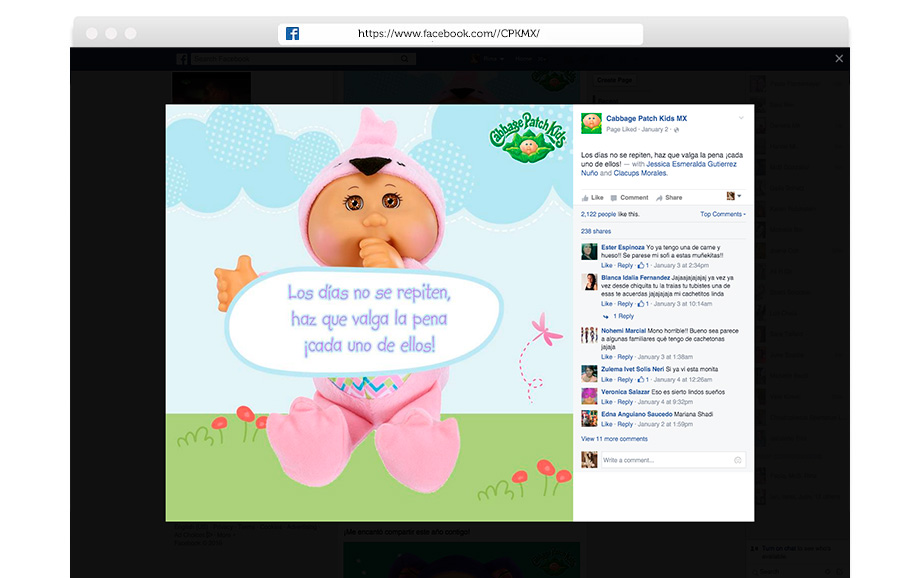 https://www.facebook.com//CPKMX/
Cabbage Patch Kids
Los días no se repiten,
haz que valga la pena
¡cada uno de ellos!
Cabbage Patch Kids MX
Page Liked · January 2 ·
Los días no se repiten, haz que valga la pena ¡cada
uno de ellos! — with Jessica Esmeralda Gutierrez
Nuño and Clacups Morales.
Like Comment Share
2,122 people like this. Top Comments
238 shares
Ester Espinoza Yo ya tengo una de carne y
hueso!! Se parese mi sofi a estas muñekitas!!
Like · Reply · 1 · January 3 at 2:34pm
Blanca Idalia Fernandez Jajaajjajajaj ya vez ya
vez desde chiquita tu la traias tu tubistes una de
esas te acuerdas jajajajaja mi cachetitos linda
Like · Reply · 1 · January 3 at 10:14am
1 Reply
Nohemi Marcial Mono horrible!! Bueno sea parece
a algunas familiares qué tengo de cachetonas
jajaja
Like · Reply · January 3 at 1:38am
Zulema Ivet Solis Neri Si ya vi esta monita
Like · Reply · 1 · January 4 at 12:26am
Veronica Salazar Eso es sierto lindos sueños
Like · Reply · January 4 at 9:32pm
Edna Anguiano Saucedo Mariana Shadi
Like · Reply · January 2 at 1:59pm
View 11 more comments
Write a comment...